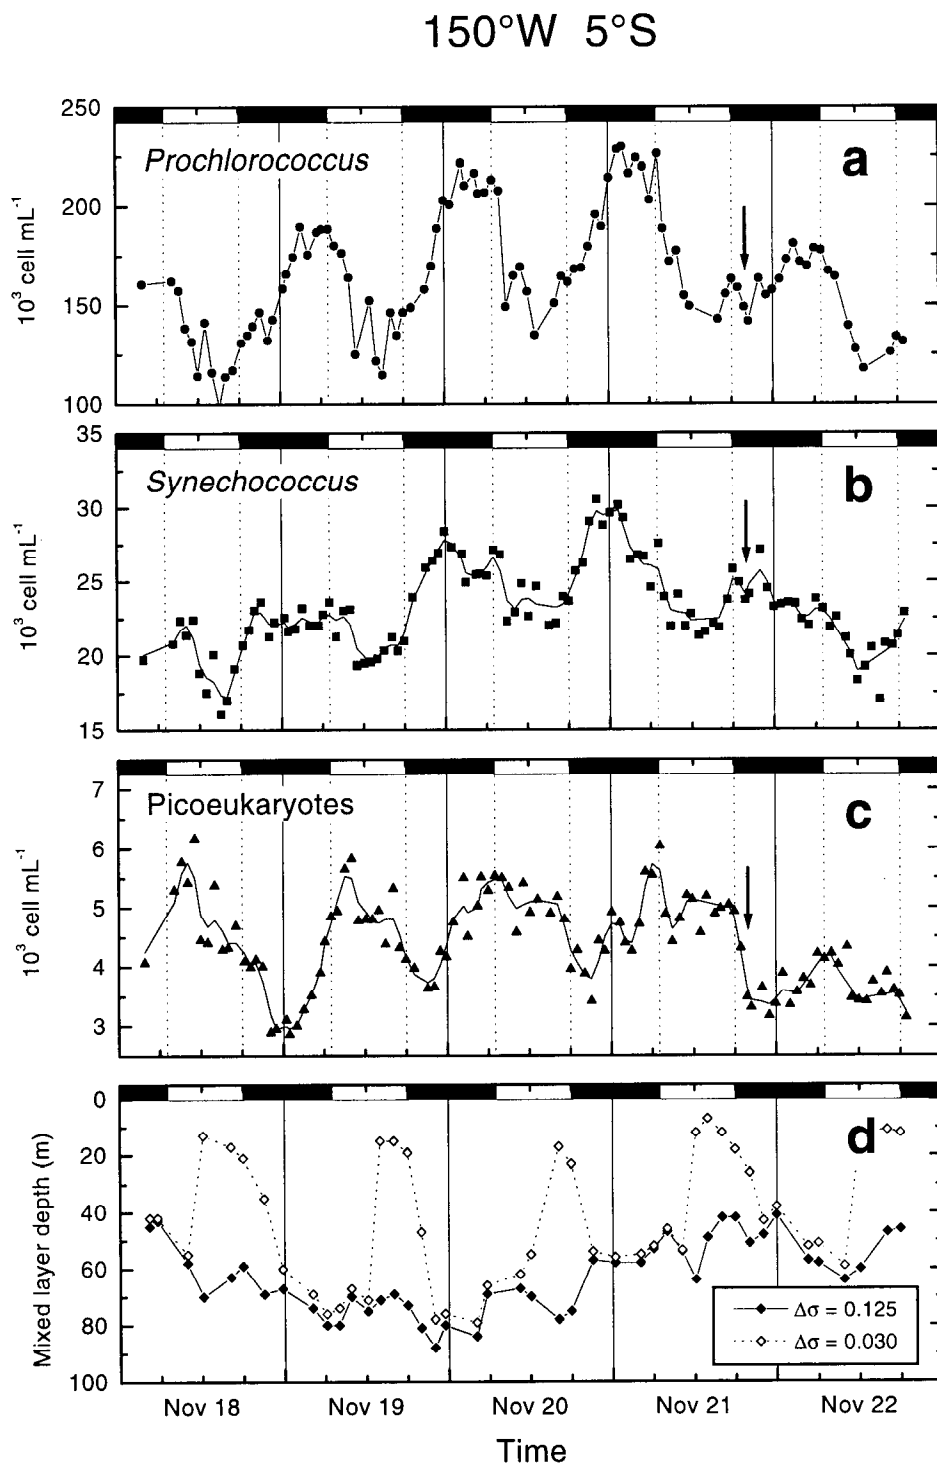 150°W 5°S
250
200
150
100
10³ cell mL⁻¹
Prochlorococcus
a
35
30
25
20
15
10³ cell mL⁻¹
Synechococcus
b
7
6
5
4
3
10³ cell mL⁻¹
Picoeukaryotes
c
0
20
40
60
80
100
Mixed layer depth (m)
d
Δσ = 0.125
Δσ = 0.030
Nov 18
Nov 19
Nov 20
Nov 21
Nov 22
Time